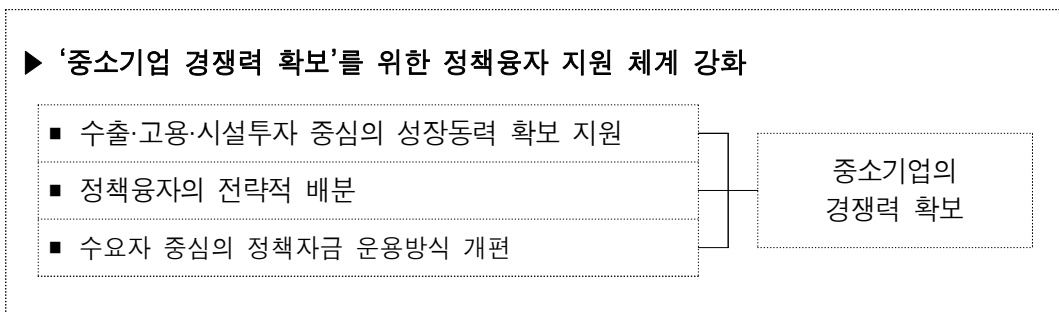 ▶ ‘중소기업 경쟁력 확보’를 위한 정책융자 지원 체계 강화
■ 수출·고용·시설투자 중심의 성장동력 확보 지원
■ 정책융자의 전략적 배분
■ 수요자 중심의 정책자금 운용방식 개편
중소기업의
경쟁력 확보